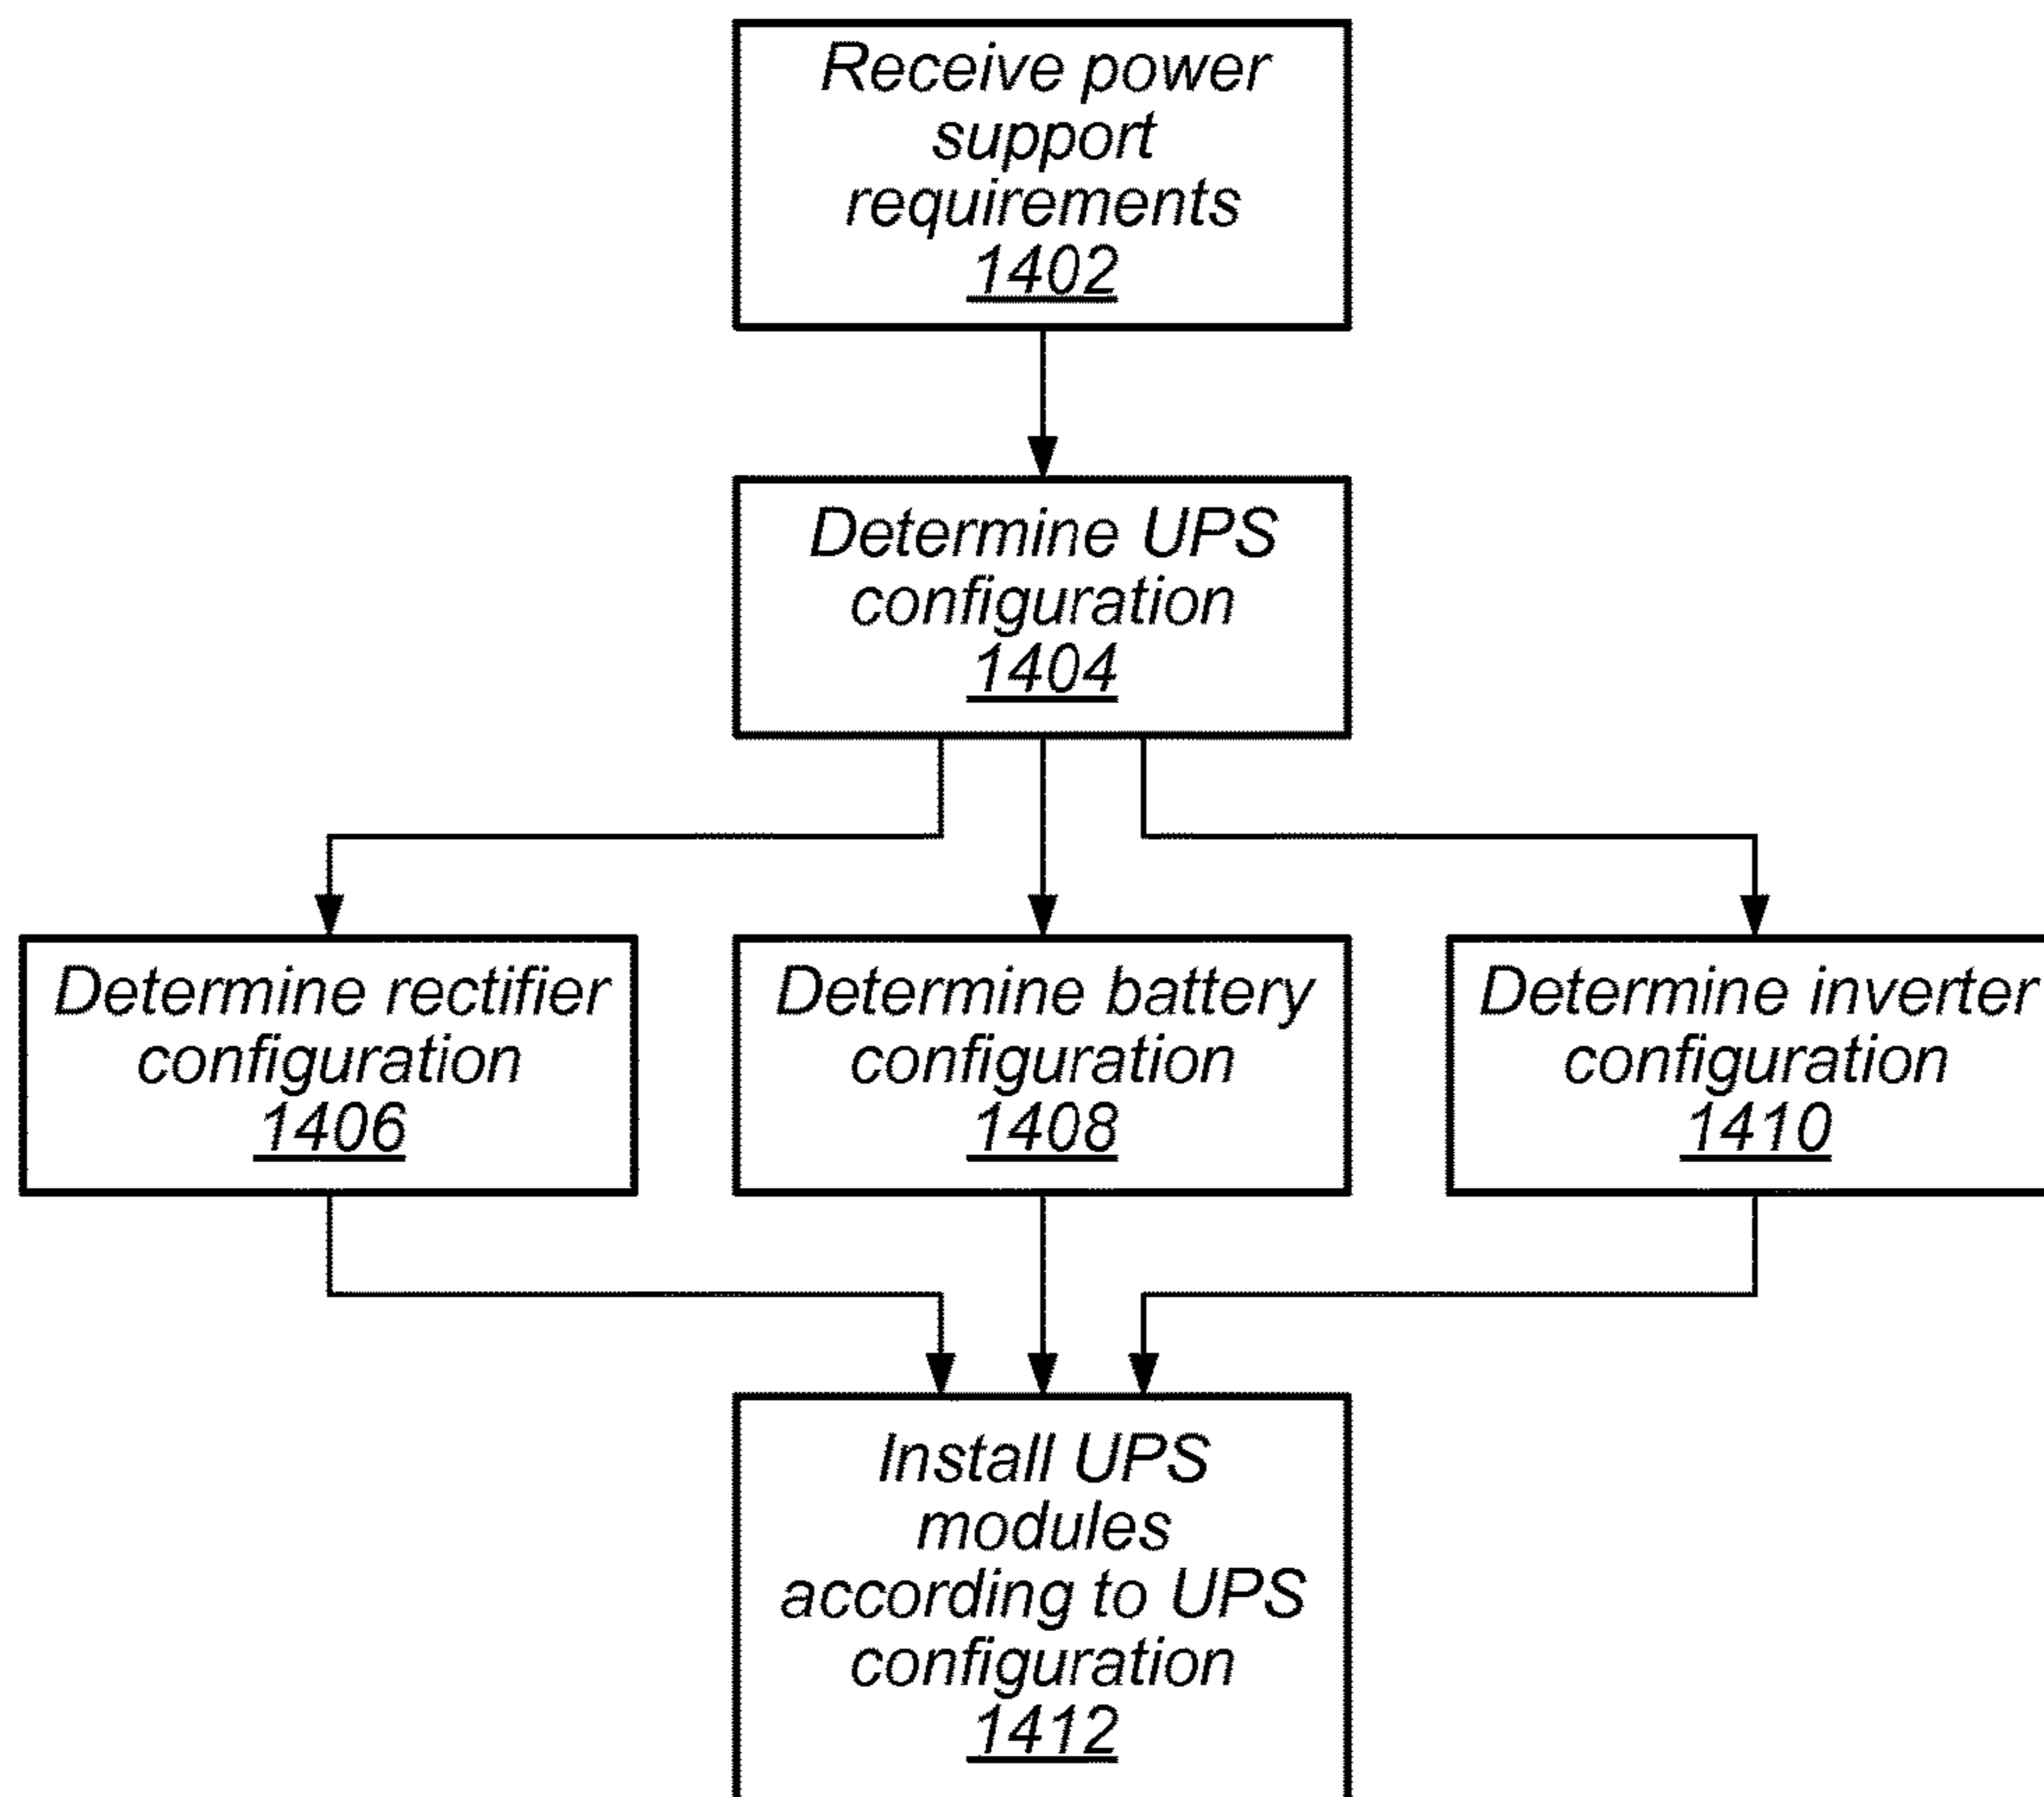 Receive power
support
requirements
1402
Determine UPS
configuration
1404
Determine rectifier
configuration
1406
Determine battery
configuration
1408
Determine inverter
configuration
1410
Install UPS
modules
according to UPS
configuration
1412